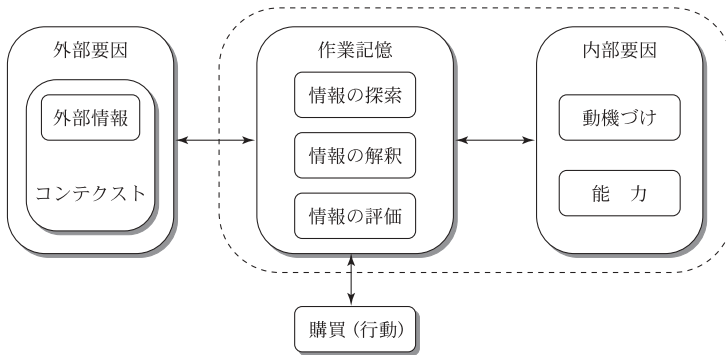 外部要因
外部情報
コンテクスト
作業記憶
情報の探索
情報の解釈
情報の評価
内部要因
動機づけ
能　力
購買（行動）